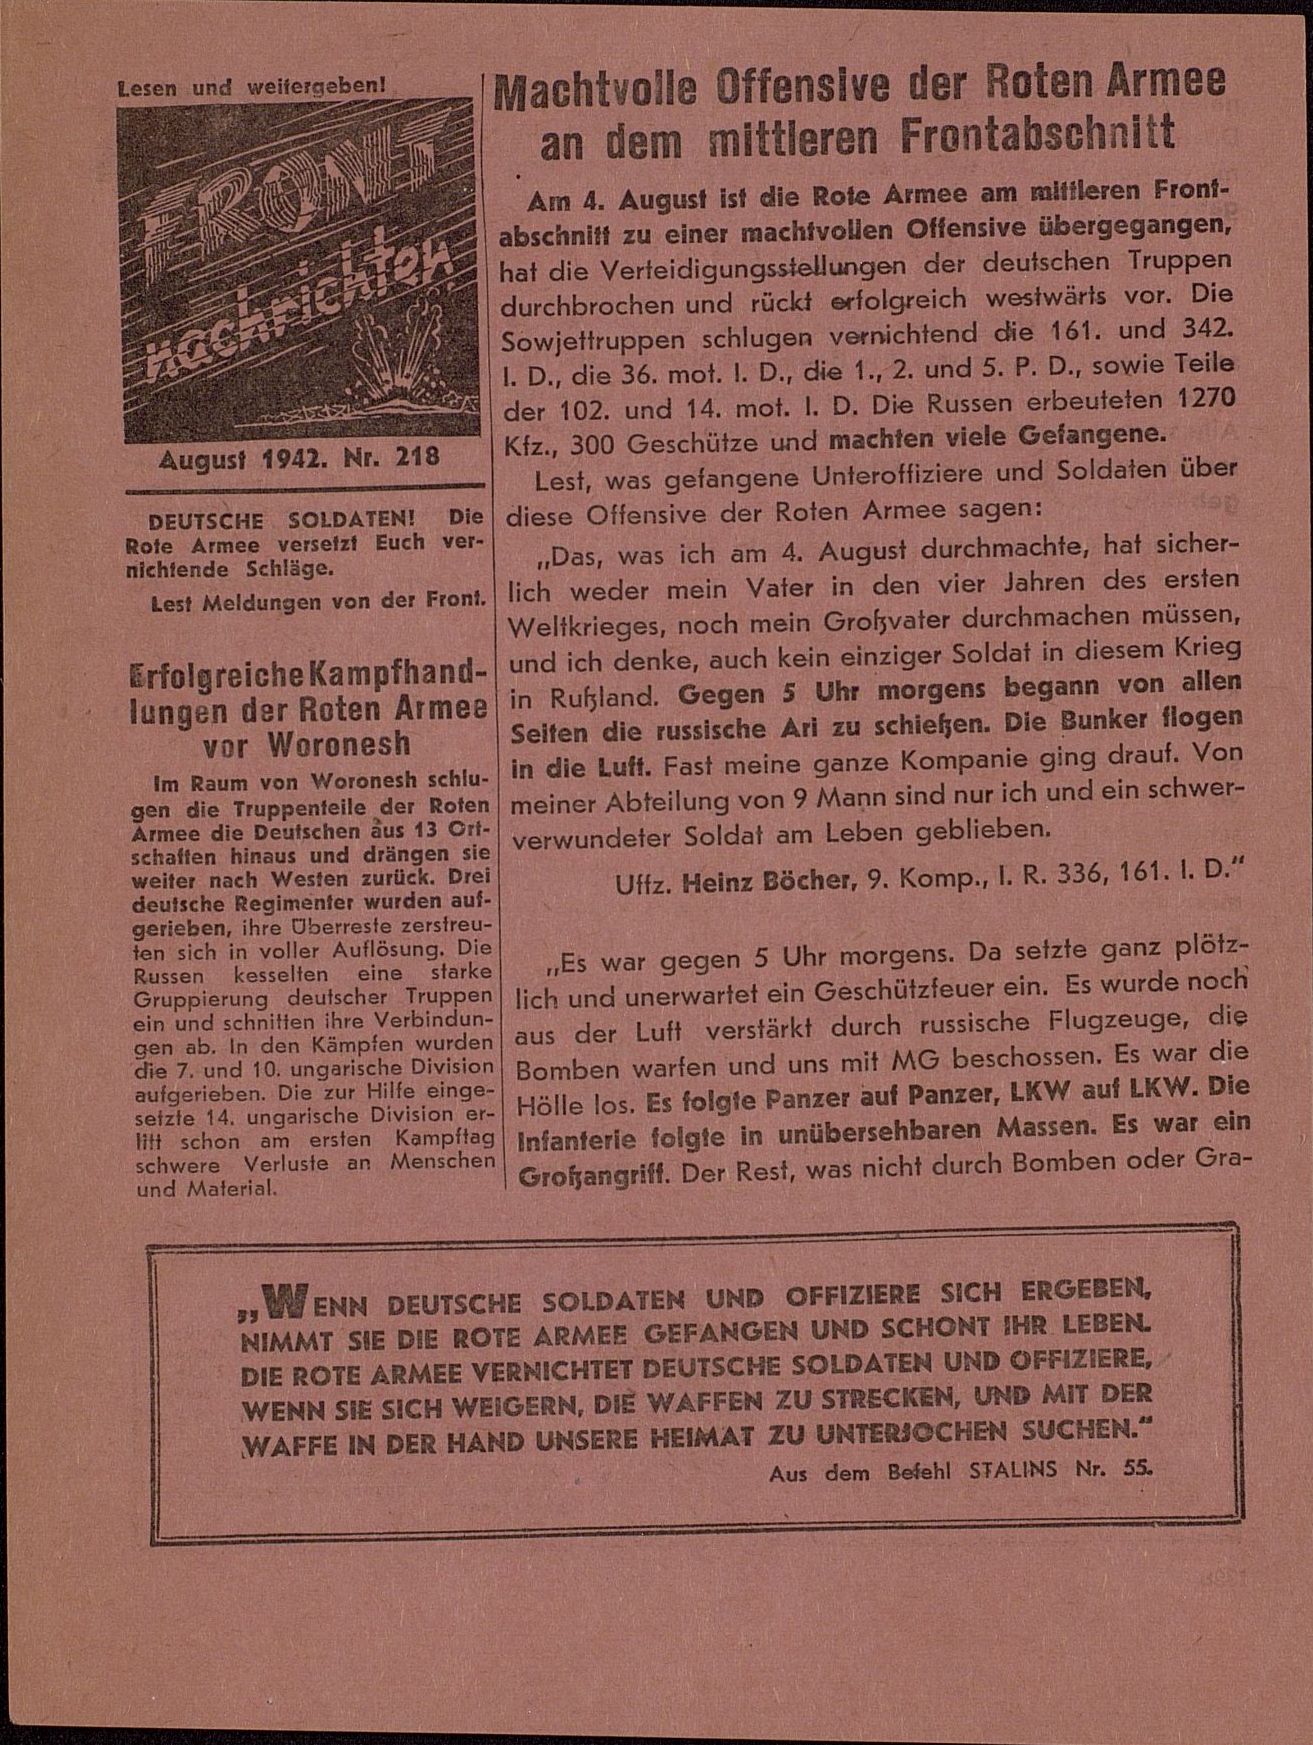 Lesen und weitergeben!
FRONT
nachrichten
August 1942. Nr. 218
DEUTSCHE SOLDATEN! Die
Rote Armee versetzt Euch ver-
nichtende Schläge.
Lest Meldungen von der Front.
Erfolgreiche Kampfhand-
lungen der Roten Armee
vor Woronesh
Im Raum von Woronesh schlu-
gen die Truppenteile der Roten
Armee die Deutschen aus 13 Ort-
schaften hinaus und drängen sie
weiter nach Westen zurück. Drei
deutsche Regimenter wurden auf-
gerieben, ihre Überreste zerstreu-
ten sich in voller Auflösung. Die
Russen kesselten eine starke
Gruppierung deutscher Truppen
ein und schnitten ihre Verbindun-
gen ab. In den Kämpfen wurden
die 7. und 10. ungarische Division
aufgerieben. Die zur Hilfe einge-
setzte 14. ungarische Division er-
litt schon am ersten Kampftag
schwere Verluste an Menschen
und Material.
Machtvolle Offensive der Roten Armee
an dem mittleren Frontabschnitt
Am 4. August ist die Rote Armee am mittleren Front-
abschnitt zu einer machtvollen Offensive übergegangen,
hat die Verteidigungsstellungen der deutschen Truppen
durchbrochen und rückt erfolgreich westwärts vor. Die
Sowjettruppen schlugen vernichtend die 161. und 342.
I. D., die 36. mot. I. D., die 1., 2. und 5. P. D., sowie Teile
der 102. und 14. mot. I. D. Die Russen erbeuteten 1270
Kfz., 300 Geschütze und machten viele Gefangene.
Lest, was gefangene Unteroffiziere und Soldaten über
diese Offensive der Roten Armee sagen:
„Das, was ich am 4. August durchmachte, hat sicher-
lich weder mein Vater in den vier Jahren des ersten
Weltkrieges, noch mein Großvater durchmachen müssen,
und ich denke, auch kein einziger Soldat in diesem Krieg
in Rußland. Gegen 5 Uhr morgens begann von allen
Seiten die russische Ari zu schießen. Die Bunker flogen
in die Luft. Fast meine ganze Kompanie ging drauf. Von
meiner Abteilung von 9 Mann sind nur ich und ein schwer-
verwundeter Soldat am Leben geblieben.
Uffz. Heinz Böcher, 9. Komp., I. R. 336, 161. I. D.“
„Es war gegen 5 Uhr morgens. Da setzte ganz plötz-
lich und unerwartet ein Geschützfeuer ein. Es wurde noch
aus der Luft verstärkt durch russische Flugzeuge, die
Bomben warfen und uns mit MG beschossen. Es war die
Hölle los. Es folgte Panzer auf Panzer, LKW auf LKW. Die
Infanterie folgte in unübersehbaren Massen. Es war ein
Großangriff. Der Rest, was nicht durch Bomben oder Gra-
„WENN DEUTSCHE SOLDATEN UND OFFIZIERE SICH ERGEBEN,
NIMMT SIE DIE ROTE ARMEE GEFANGEN UND SCHONT IHR LEBEN.
DIE ROTE ARMEE VERNICHTET DEUTSCHE SOLDATEN UND OFFIZIERE,
WENN SIE SICH WEIGERN, DIE WAFFEN ZU STRECKEN, UND MIT DER
WAFFE IN DER HAND UNSERE HEIMAT ZU UNTERJOCHEN SUCHEN.“
Aus dem Befehl STALINS Nr. 55.